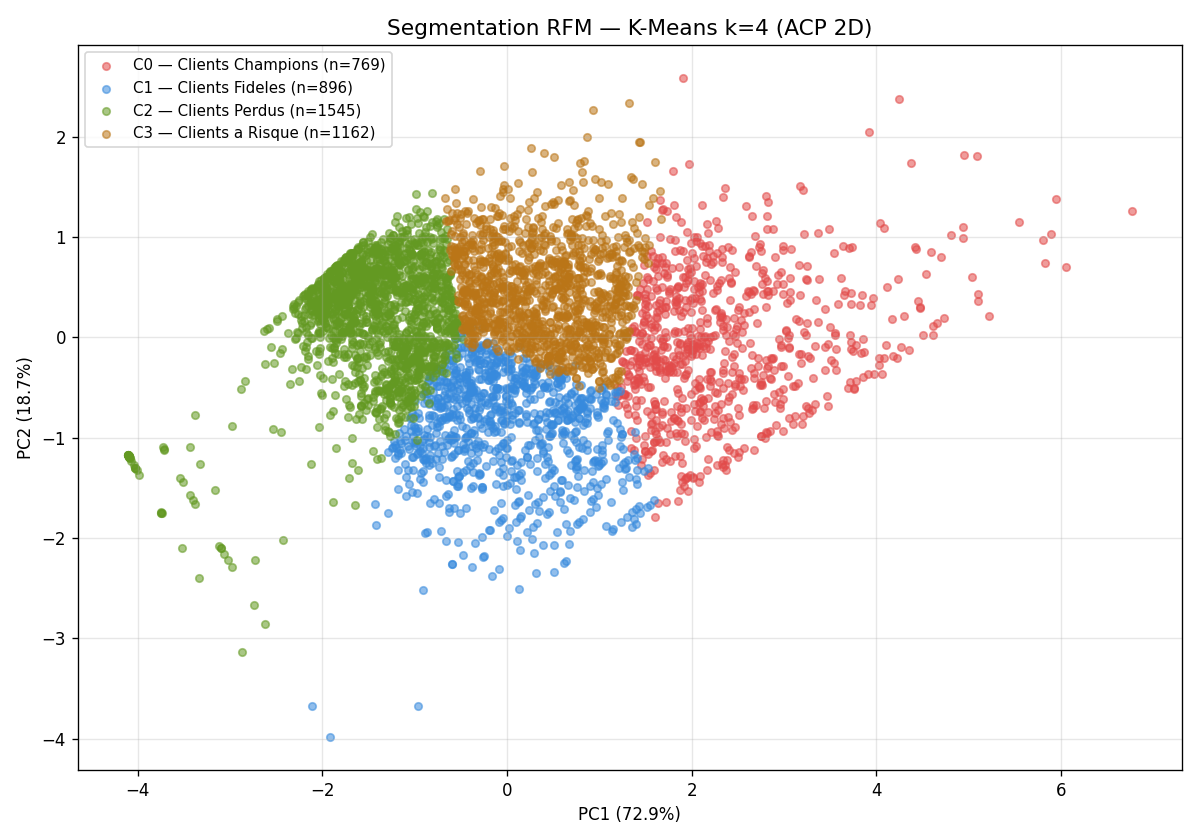 Segmentation RFM — K-Means k=4 (ACP 2D)
C0 — Clients Champions (n=769)
C1 — Clients Fideles (n=896)
C2 — Clients Perdus (n=1545)
C3 — Clients a Risque (n=1162)
2
1
0
−1
−2
−3
−4
PC2 (18.7%)
−4 −2 0 2 4 6
PC1 (72.9%)